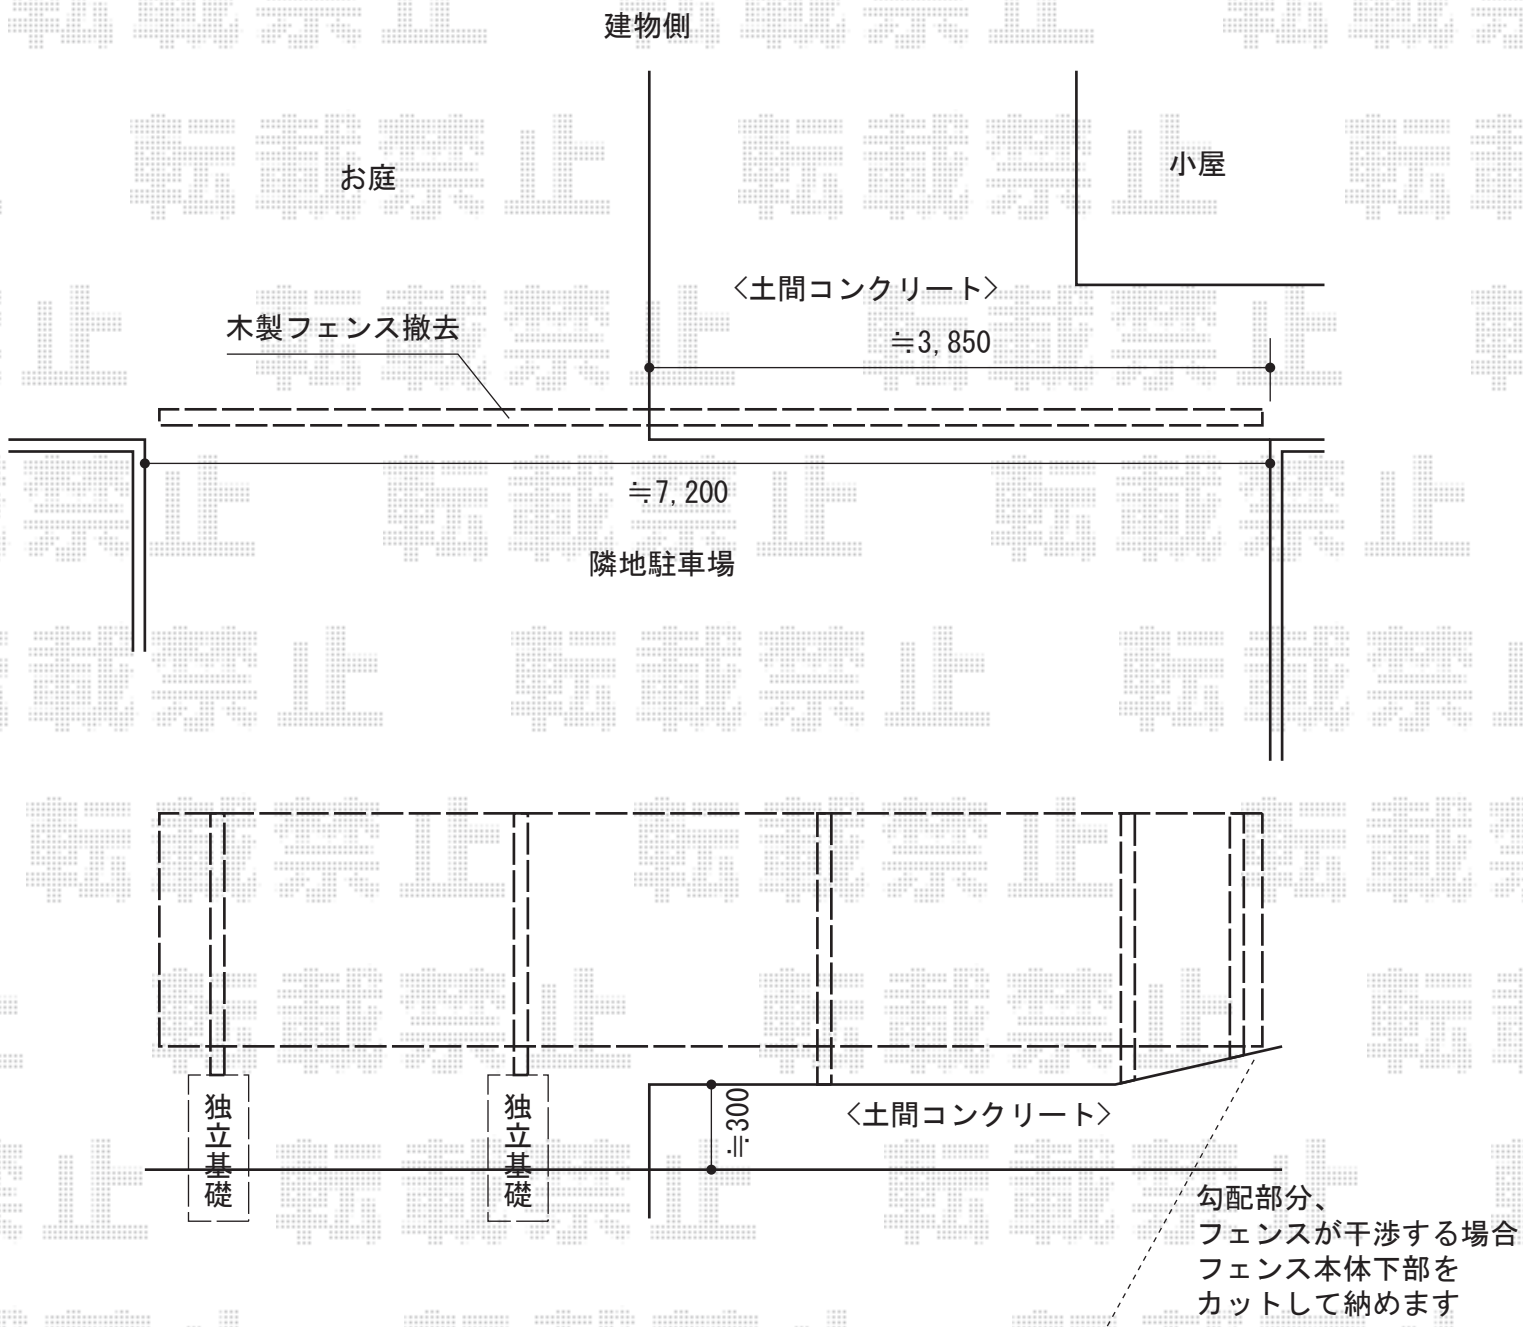 建物側
お庭
小屋
〈土間コンクリート〉
木製フェンス撤去
≒3,850
≒7,200
隣地駐車場
独立基礎
独立基礎
≒300
〈土間コンクリート〉
勾配部分、
フェンスが干渉する場合
フェンス本体下部を
カットして納めます
転載禁止